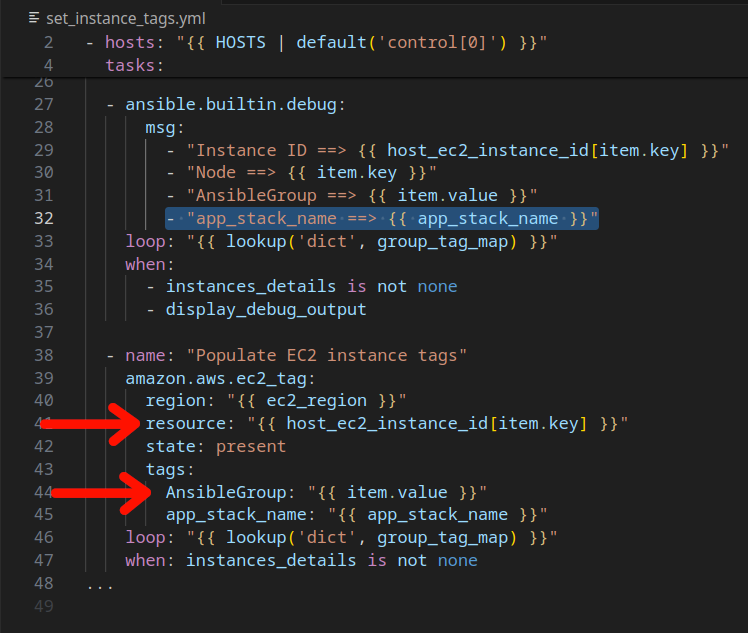 set_instance_tags.yml
2 - hosts: "{{ HOSTS | default('control[0]') }}"
4 tasks:
26
27 - ansible.builtin.debug:
28 msg:
29 - "Instance ID ==> {{ host_ec2_instance_id[item.key] }}"
30 - "Node ==> {{ item.key }}"
31 - "AnsibleGroup ==> {{ item.value }}"
32 - "app_stack_name ==> {{ app_stack_name }}"
33 loop: "{{ lookup('dict', group_tag_map) }}"
34 when:
35 - instances_details is not none
36 - display_debug_output
37
38 - name: "Populate EC2 instance tags"
39 amazon.aws.ec2_tag:
40 region: "{{ ec2_region }}"
41 resource: "{{ host_ec2_instance_id[item.key] }}"
42 state: present
43 tags:
44 AnsibleGroup: "{{ item.value }}"
45 app_stack_name: "{{ app_stack_name }}"
46 loop: "{{ lookup('dict', group_tag_map) }}"
47 when: instances_details is not none
48 ...
49